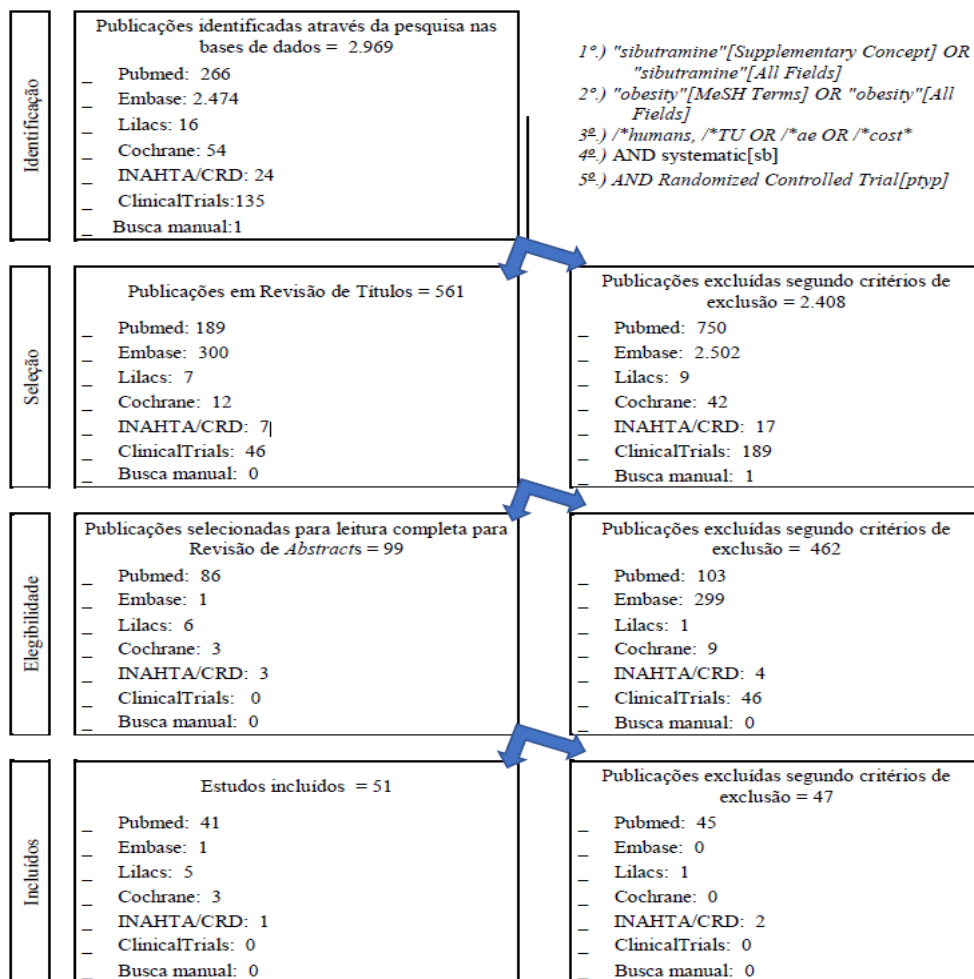 Identificação
Publicações identificadas através da pesquisa nas
bases de dados = 2.969
_ Pubmed: 266
_ Embase: 2.474
_ Lilacs: 16
_ Cochrane: 54
_ INAHTA/CRD: 24
_ ClinicalTrials:135
_ Busca manual:1
1º.) "sibutramine"[Supplementary Concept] OR
"sibutramine"[All Fields]
2º.) "obesity"[MeSH Terms] OR "obesity"[All
Fields]
3º.) /*humans, /*TU OR /*ae OR /*cost*
4º.) AND systematic[sb]
5º.) AND Randomized Controlled Trial[ptyp]
Seleção
Publicações em Revisão de Títulos = 561
_ Pubmed: 189
_ Embase: 300
_ Lilacs: 7
_ Cochrane: 12
_ INAHTA/CRD: 7
_ ClinicalTrials: 46
_ Busca manual: 0
Publicações excluídas segundo critérios de
exclusão = 2.408
_ Pubmed: 750
_ Embase: 2.502
_ Lilacs: 9
_ Cochrane: 42
_ INAHTA/CRD: 17
_ ClinicalTrials: 189
_ Busca manual: 1
Elegibilidade
Publicações selecionadas para leitura completa para
Revisão de Abstracts = 99
_ Pubmed: 86
_ Embase: 1
_ Lilacs: 6
_ Cochrane: 3
_ INAHTA/CRD: 3
_ ClinicalTrials: 0
_ Busca manual: 0
Publicações excluídas segundo critérios de
exclusão = 462
_ Pubmed: 103
_ Embase: 299
_ Lilacs: 1
_ Cochrane: 9
_ INAHTA/CRD: 4
_ ClinicalTrials: 46
_ Busca manual: 0
Incluídos
Estudos incluídos = 51
_ Pubmed: 41
_ Embase: 1
_ Lilacs: 5
_ Cochrane: 3
_ INAHTA/CRD: 1
_ ClinicalTrials: 0
_ Busca manual: 0
Publicações excluídas segundo critérios de
exclusão = 47
_ Pubmed: 45
_ Embase: 0
_ Lilacs: 1
_ Cochrane: 0
_ INAHTA/CRD: 2
_ ClinicalTrials: 0
_ Busca manual: 0